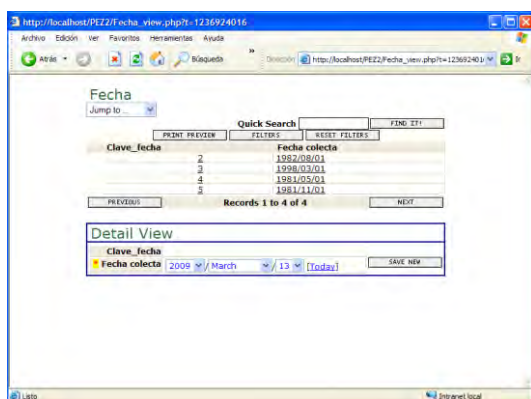 http://localhost/PEZ2/Fecha_view.php?t=1236924016
Archivo Edición Ver Favoritos Herramientas Ayuda
Atrás Búsqueda » Dirección http://localhost/PEZ2/Fecha_view.php?t=123692401 Ir
Fecha
Jump to ...
Quick Search FIND IT!
PRINT PREVIEW FILTERS RESET FILTERS
Clave_fecha Fecha colecta
2 1982/08/01
3 1998/03/01
4 1981/05/01
5 1981/11/01
PREVIOUS Records 1 to 4 of 4 NEXT
Detail View
Clave_fecha
* Fecha colecta 2009 / March / 13 [Today] SAVE NEW
Listo Intranet local